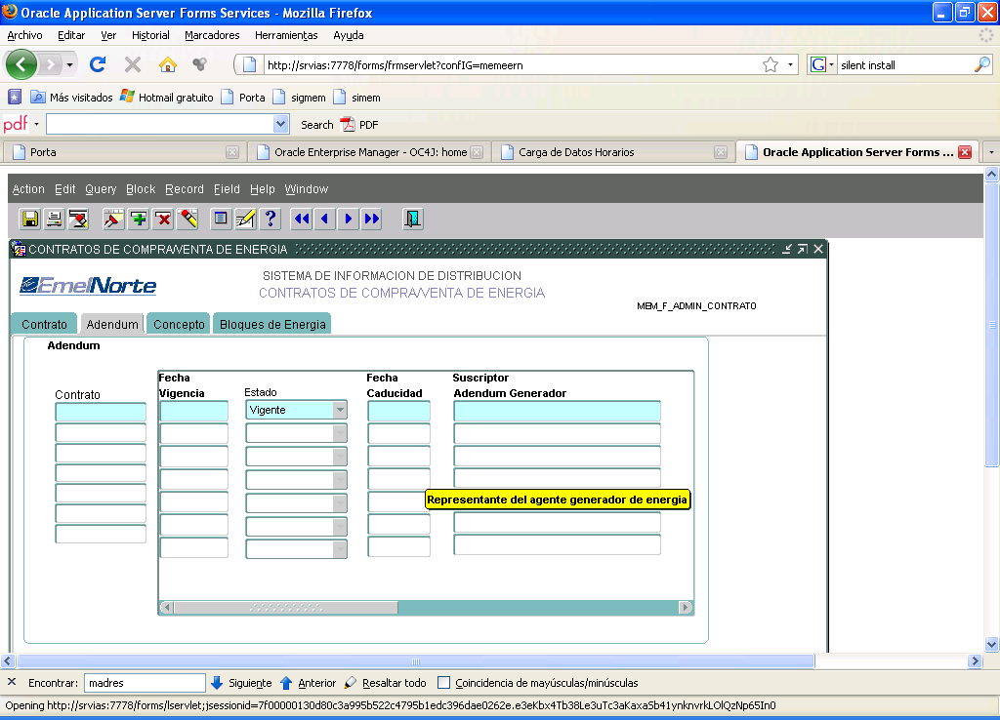 Oracle Application Server Forms Services - Mozilla Firefox
Archivo Editar Ver Historial Marcadores Herramientas Ayuda
http://srvias:7778/forms/frmservlet?confIG=memeern
silent install
Más visitados Hotmail gratuito Porta sigmem simem
pdf Search PDF
Porta Oracle Enterprise Manager - OC4J: home Carga de Datos Horarios Oracle Application Server Forms ...
Action Edit Query Block Record Field Help Window
CONTRATOS DE COMPRA/VENTA DE ENERGIA
SISTEMA DE INFORMACION DE DISTRIBUCION
EmelNorte
CONTRATOS DE COMPRA/VENTA DE ENERGIA
MEM_F_ADMIN_CONTRATO
Contrato Adendum Concepto Bloques de Energia
Adendum
Fecha Fecha Suscriptor
Contrato Vigencia Estado Caducidad Adendum Generador
Vigente
Representante del agente generador de energia
Encontrar: madres Siguiente Anterior Resaltar todo Coincidencia de mayúsculas/minúsculas
Opening http://srvias:7778/forms/lservlet;jsessionid=7f00000130d80c3a995b522c4795b1edc396dae0262e.e3eKbx4Tb38Le3uTc3aKaxaSb41ynknvrkLOlQzNp65In0